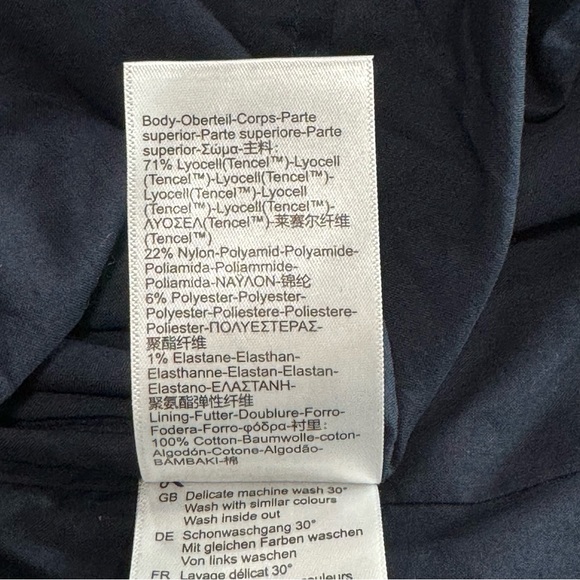 Body-Oberteil-Corps-Parte
superior-Parte superiore-Parte
superior-Σώμα-主料:
71% Lyocell(Tencel™)-Lyocell
(Tencel™)-Lyocell(Tencel™)-
Lyocell(Tencel™)-Lyocell
(Tencel™)-Lyocell(Tencel™)-
ΛΥΟΣΕΛ(Tencel™)-莱赛尔纤维
(Tencel™)
22% Nylon-Polyamid-Polyamide-
Poliamida-Poliammide-
Poliamida-ΝΑΫΛΟΝ-锦纶
6% Polyester-Polyester-
Polyester-Poliestere-Poliestere-
Poliester-ΠΟΛΥΕΣΤΕΡΑΣ-
聚酯纤维
1% Elastane-Elasthan-
Elasthanne-Elastan-Elastan-
Elastano-ΕΛΑΣΤΑΝΗ-
聚氨酯弹性纤维
Lining-Futter-Doublure-Forro-
Fodera-Forro-φόδρα-衬里:
100% Cotton-Baumwolle-coton-
Algodón-Cotone-Algodão-
BAMBAKI-棉
GB Delicate machine wash 30°
Wash with similar colours
Wash inside out
DE Schonwaschgang 30°
Mit gleichen Farben waschen
Von links waschen
FR Lavage délicat 30°
couleurs